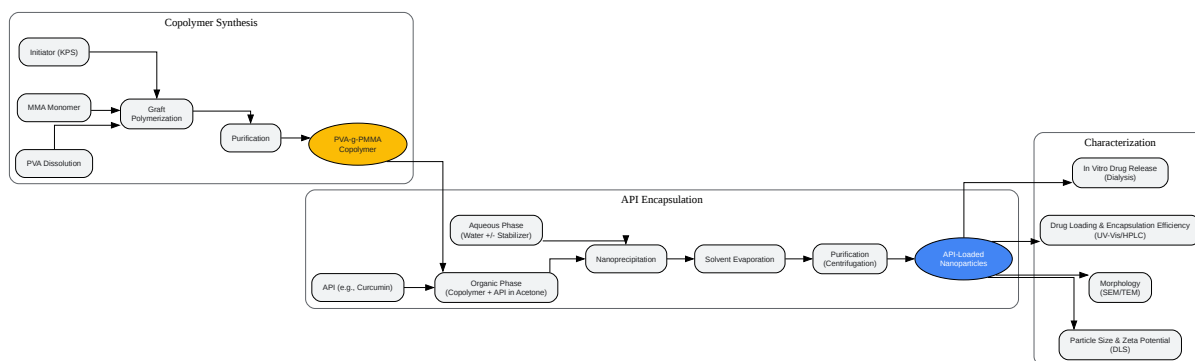 Copolymer Synthesis
Initiator (KPS)
MMA Monomer
PVA Dissolution
Graft
Polymerization
Purification
PVA-g-PMMA
Copolymer
API Encapsulation
Aqueous Phase
(Water +/- Stabilizer)
API (e.g., Curcumin)
Organic Phase
(Copolymer + API in Acetone)
Nanoprecipitation
Solvent Evaporation
Purification
(Centrifugation)
API-Loaded
Nanoparticles
Characterization
In Vitro Drug Release
(Dialysis)
Drug Loading & Encapsulation Efficiency
(UV-Vis/HPLC)
Morphology
(SEM/TEM)
Particle Size & Zeta Potential
(DLS)